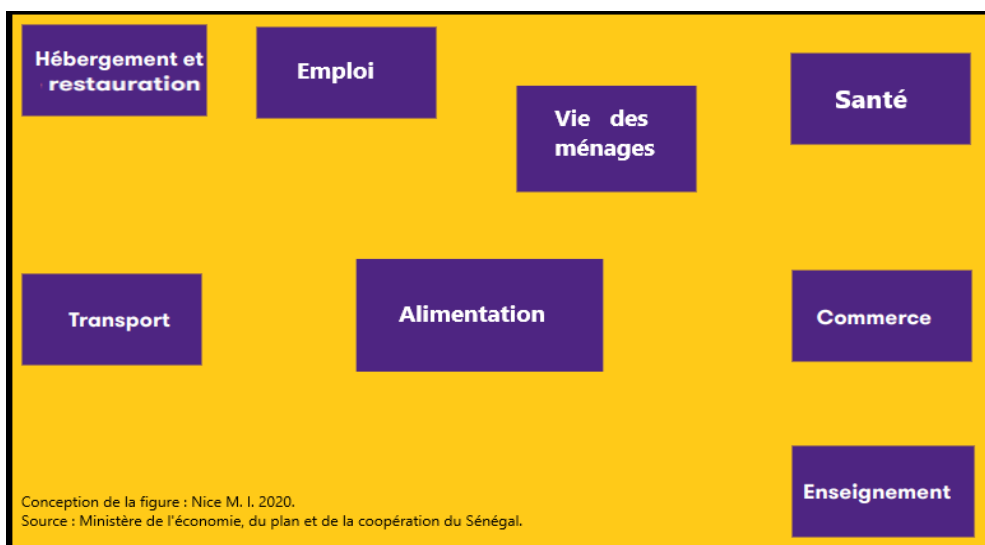 Hébergement et
restauration
Emploi
Vie des
ménages
Santé
Transport
Alimentation
Commerce
Enseignement
Conception de la figure : Nice M. I. 2020.
Source : Ministère de l'économie, du plan et de la coopération du Sénégal.